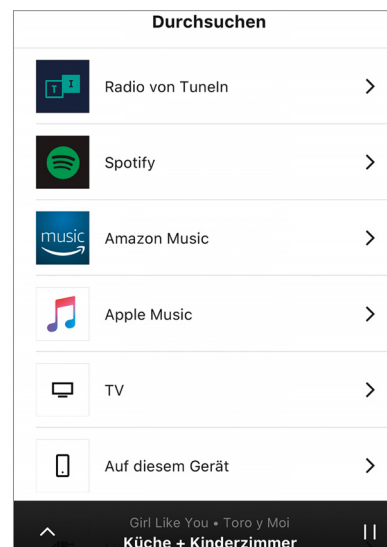 Durchsuchen
T I
Radio von TuneIn
Spotify
music
Amazon Music
Apple Music
TV
Auf diesem Gerät
Girl Like You • Toro y Moi
Küche + Kinderzimmer